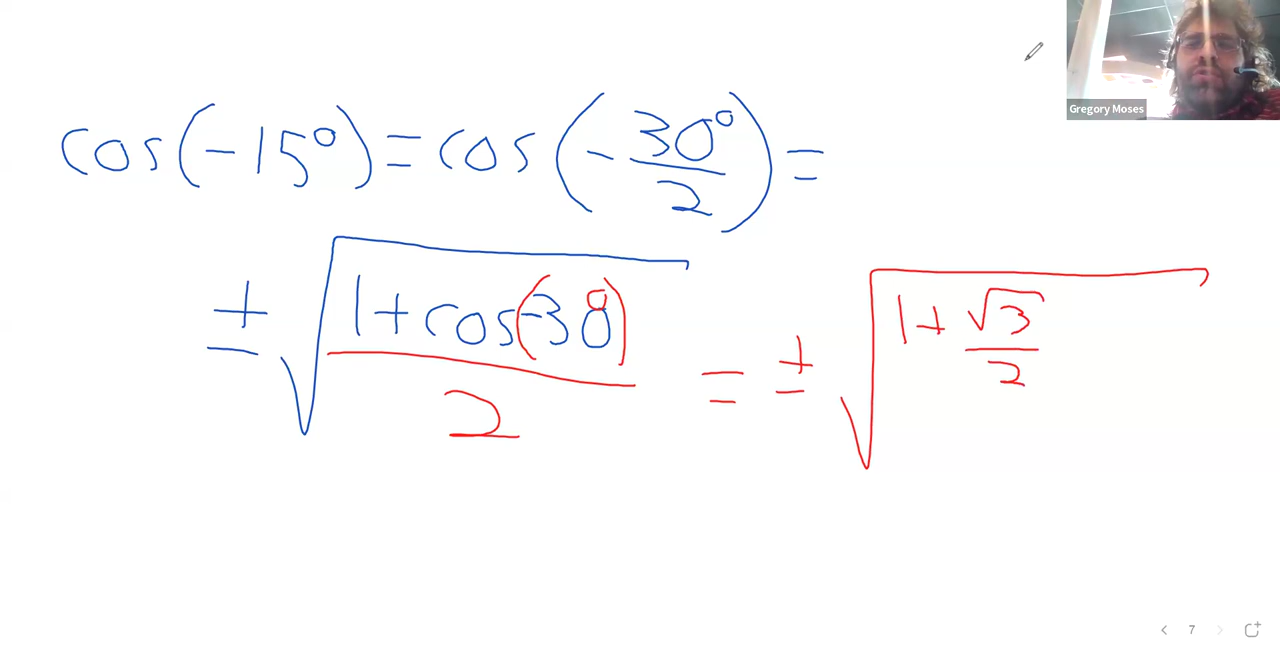 cos(-15°) = cos(-30°/2) =
± √((1 + cos(-30°))/2) = ± √(1 + √3/2
Gregory Moses
7